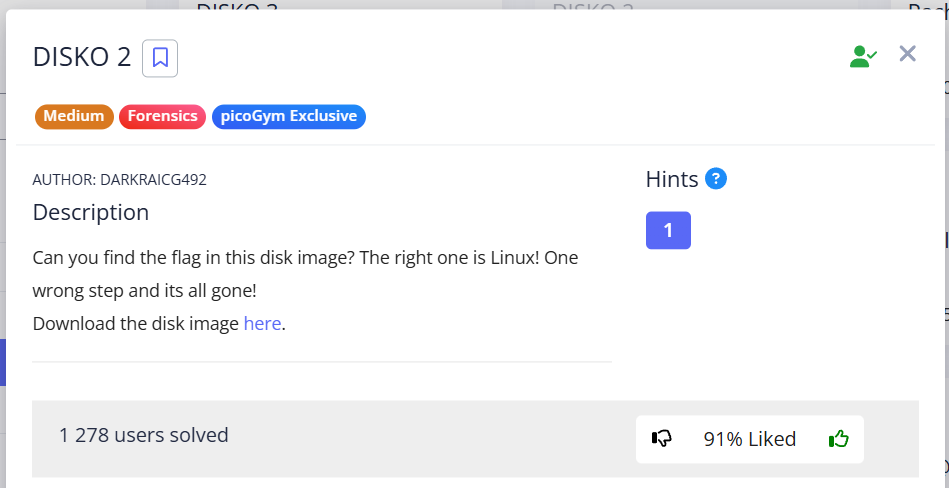 DISKO 2
Medium Forensics picoGym Exclusive
AUTHOR: DARKRAICG492
Hints ?
Description
1
Can you find the flag in this disk image? The right one is Linux! One
wrong step and its all gone!
Download the disk image here.
1 278 users solved
91% Liked